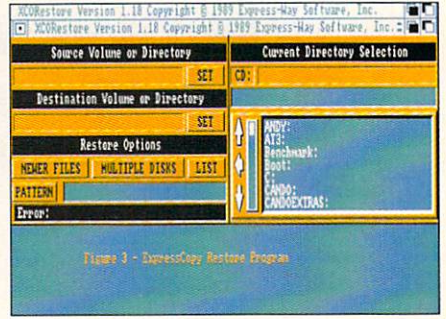 XCORestore Version 1.18 Copyright © 1989 Express-Way Software, Inc.
XCORestore Version 1.18 Copyright © 1989 Express-Way Software, Inc.
Source Volume or Directory
SET
Destination Volume or Directory
SET
Restore Options
NEWER FILES
MULTIPLE DISKS
LIST
PATTERN
Error:
Current Directory Selection
CD:
ANDY:
AT3:
Benchmark:
Boot:
C:
CANDO:
CANDOEXTRAS:
Figure 3 - ExpressCopy Restore Program